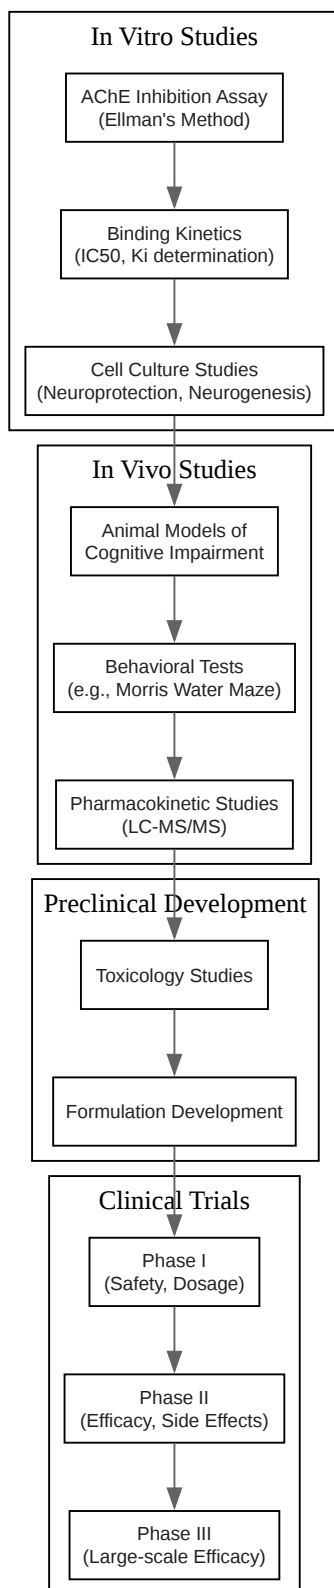 In Vitro Studies
AChE Inhibition Assay
(Ellman's Method)
Binding Kinetics
(IC50, Ki determination)
Cell Culture Studies
(Neuroprotection, Neurogenesis)
In Vivo Studies
Animal Models of
Cognitive Impairment
Behavioral Tests
(e.g., Morris Water Maze)
Pharmacokinetic Studies
(LC-MS/MS)
Preclinical Development
Toxicology Studies
Formulation Development
Clinical Trials
Phase I
(Safety, Dosage)
Phase II
(Efficacy, Side Effects)
Phase III
(Large-scale Efficacy)